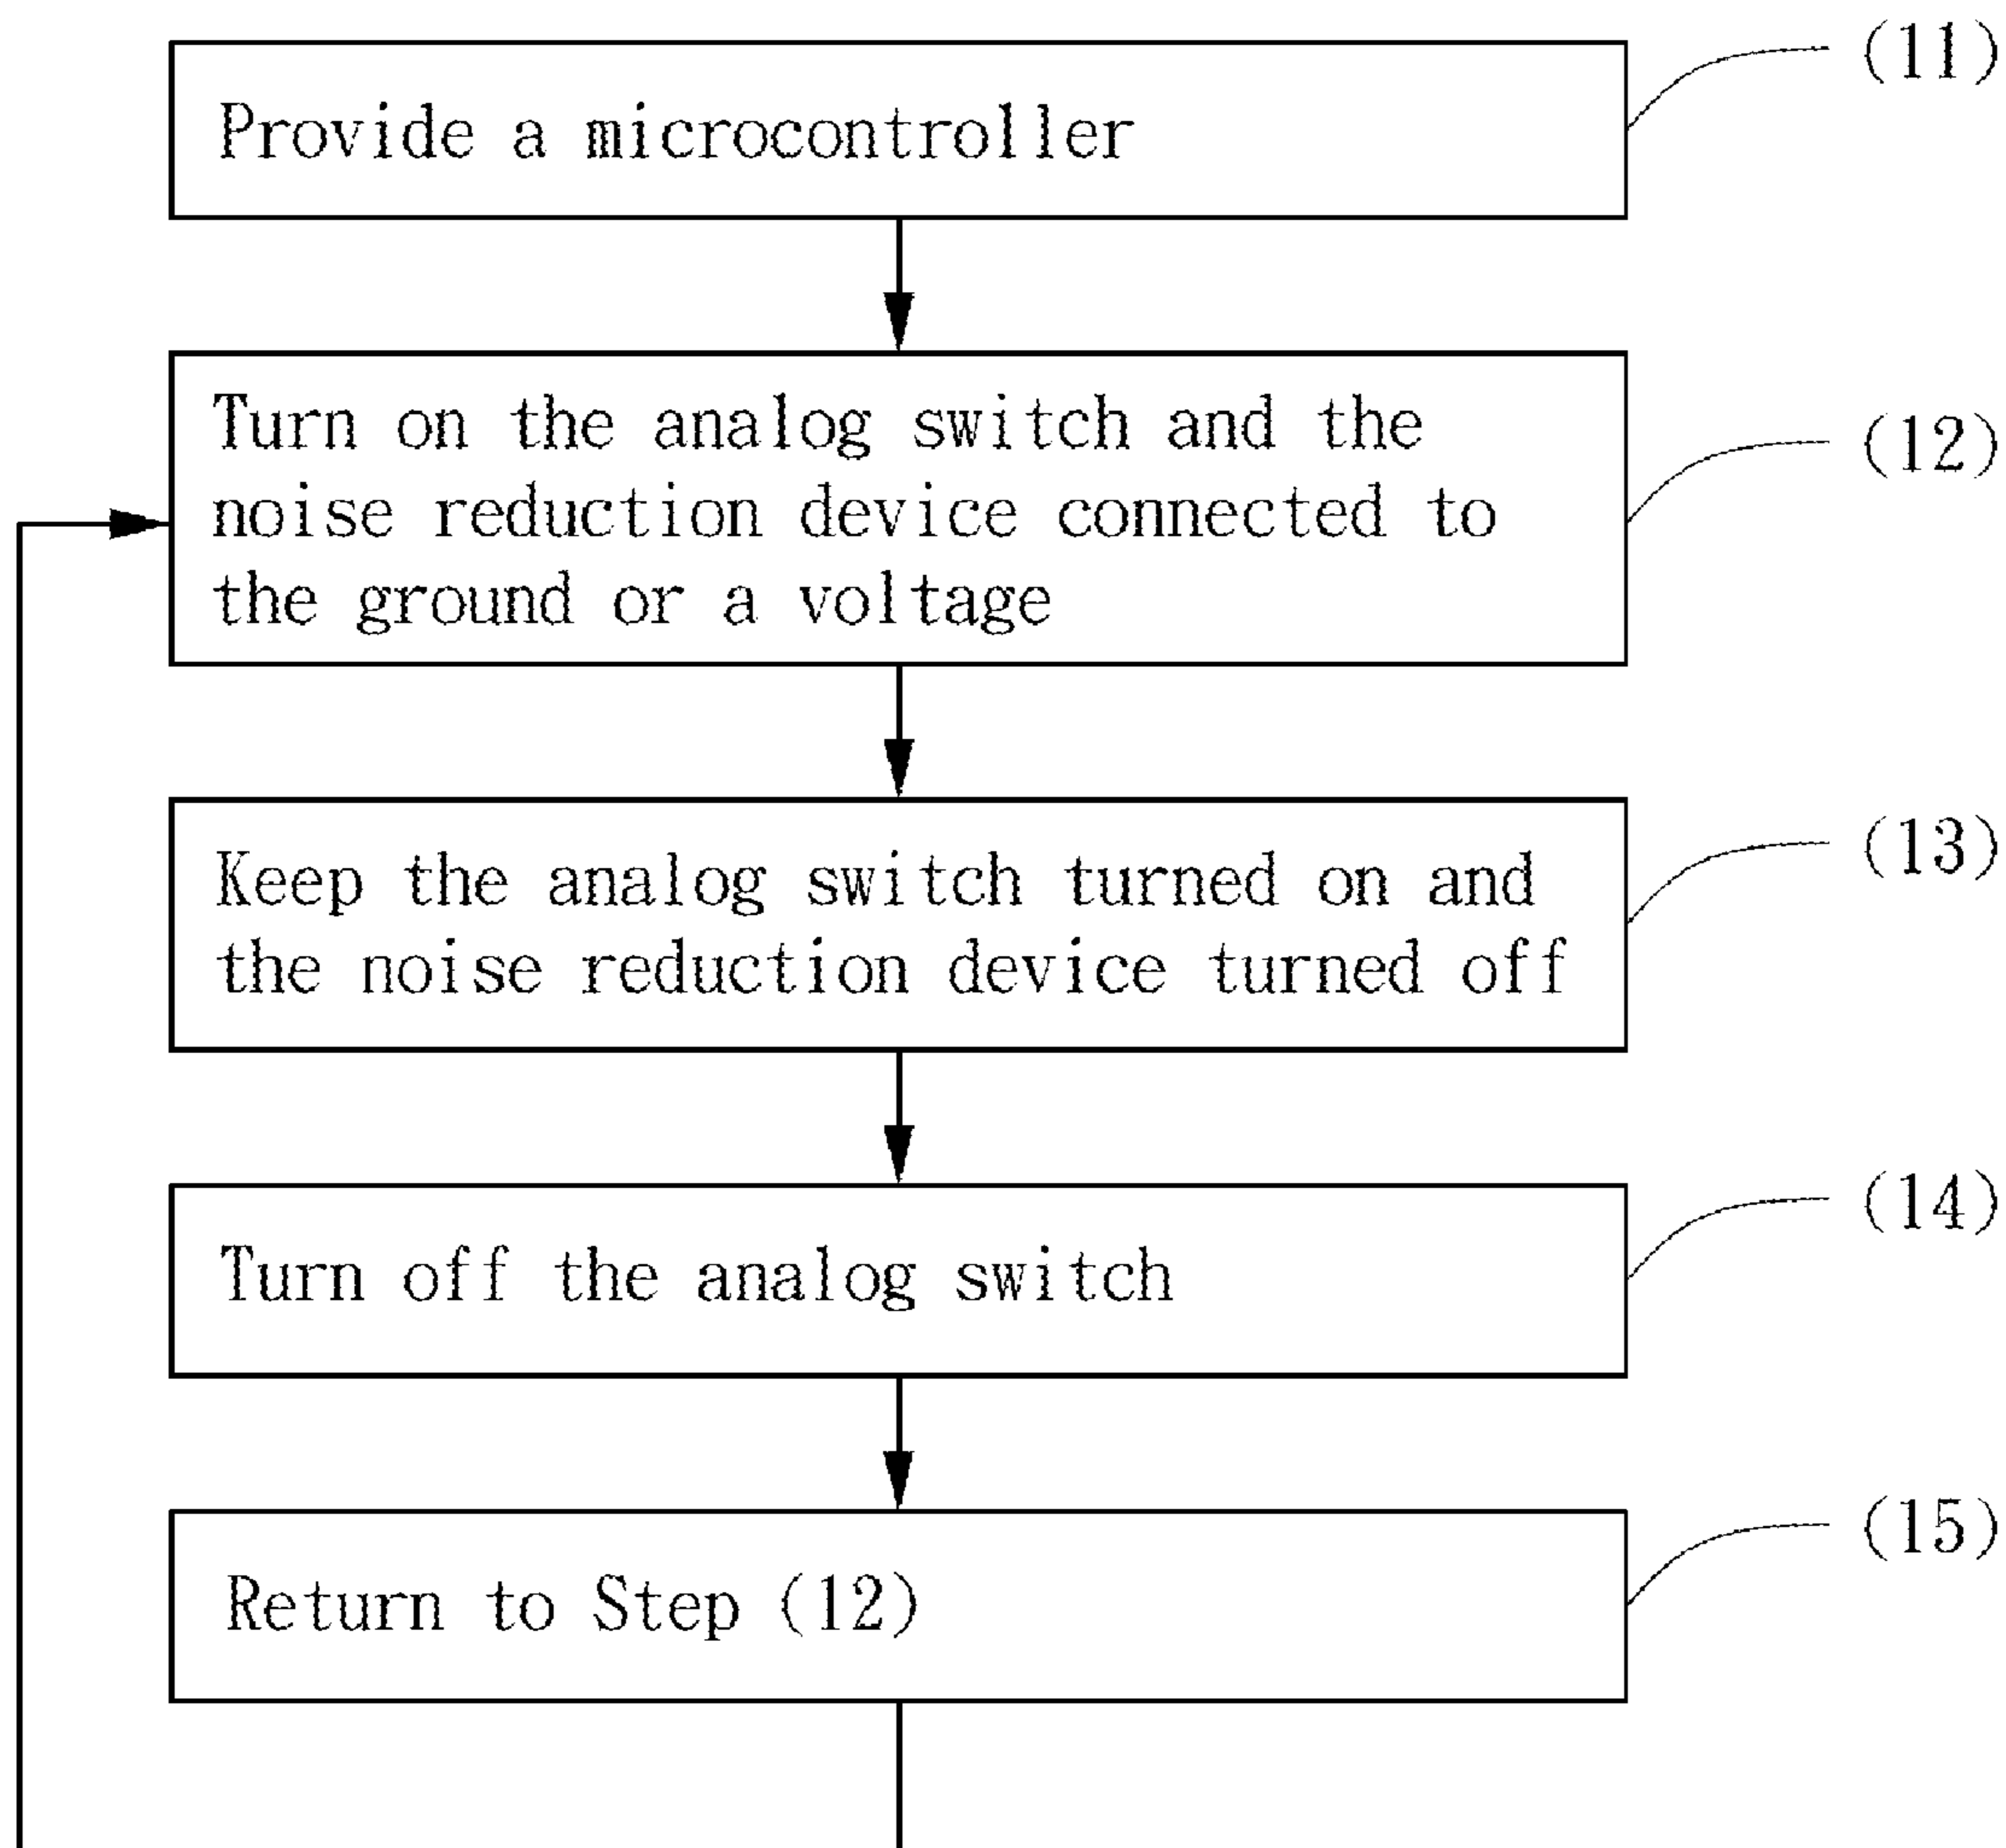 Provide a microcontroller
(11)
Turn on the analog switch and the
noise reduction device connected to
the ground or a voltage
(12)
Keep the analog switch turned on and
the noise reduction device turned off
(13)
Turn off the analog switch
(14)
Return to Step (12)
(15)